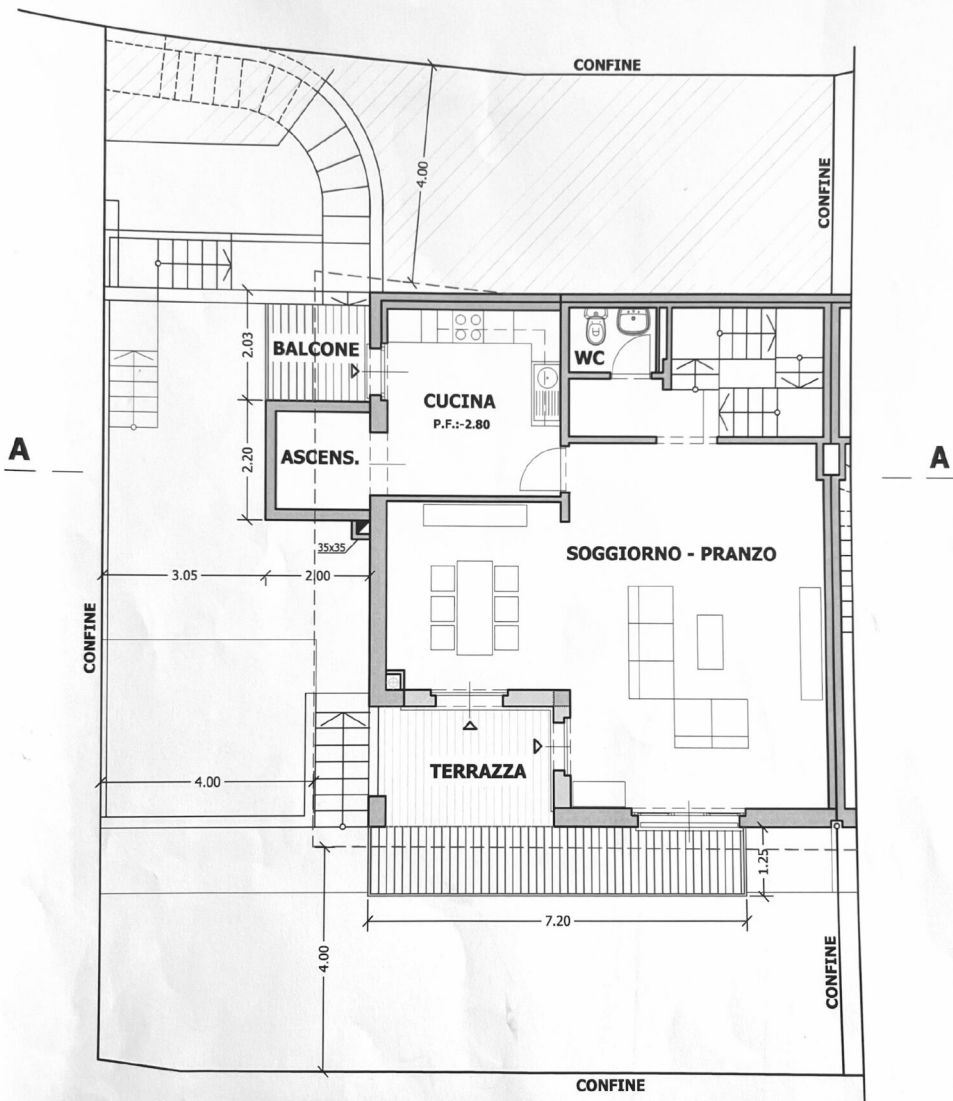 CONFINE
CONFINE
4.00
2.03
BALCONE
WC
CUCINA
P.F.:-2.80
A
A
2.20
ASCENS.
35x35
SOGGIORNO - PRANZO
3.05
2.00
CONFINE
TERRAZZA
4.00
1.25
7.20
4.00
CONFINE
CONFINE